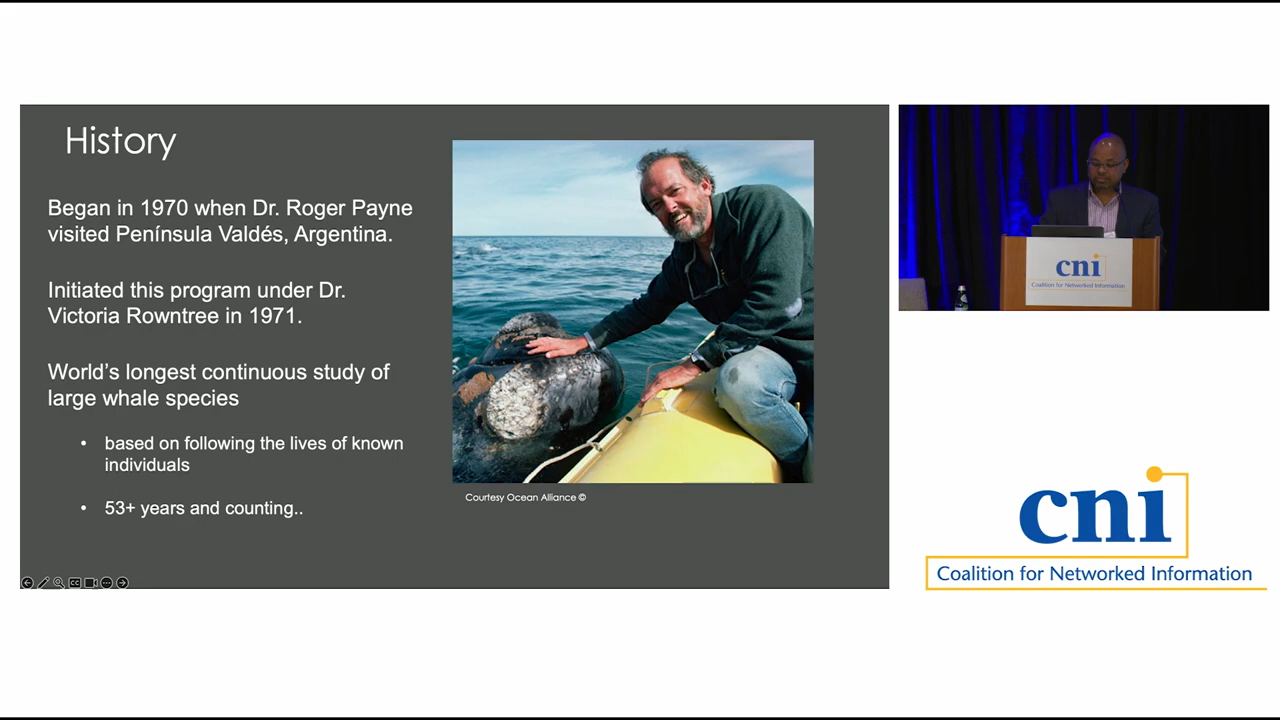 History
Began in 1970 when Dr. Roger Payne
visited Península Valdés, Argentina.
Initiated this program under Dr.
Victoria Rowntree in 1971.
World's longest continuous study of
large whale species
• based on following the lives of known
individuals
• 53+ years and counting..
Courtesy Ocean Alliance ©
cni
Coalition for Networked Information
cni
Coalition for Networked Information